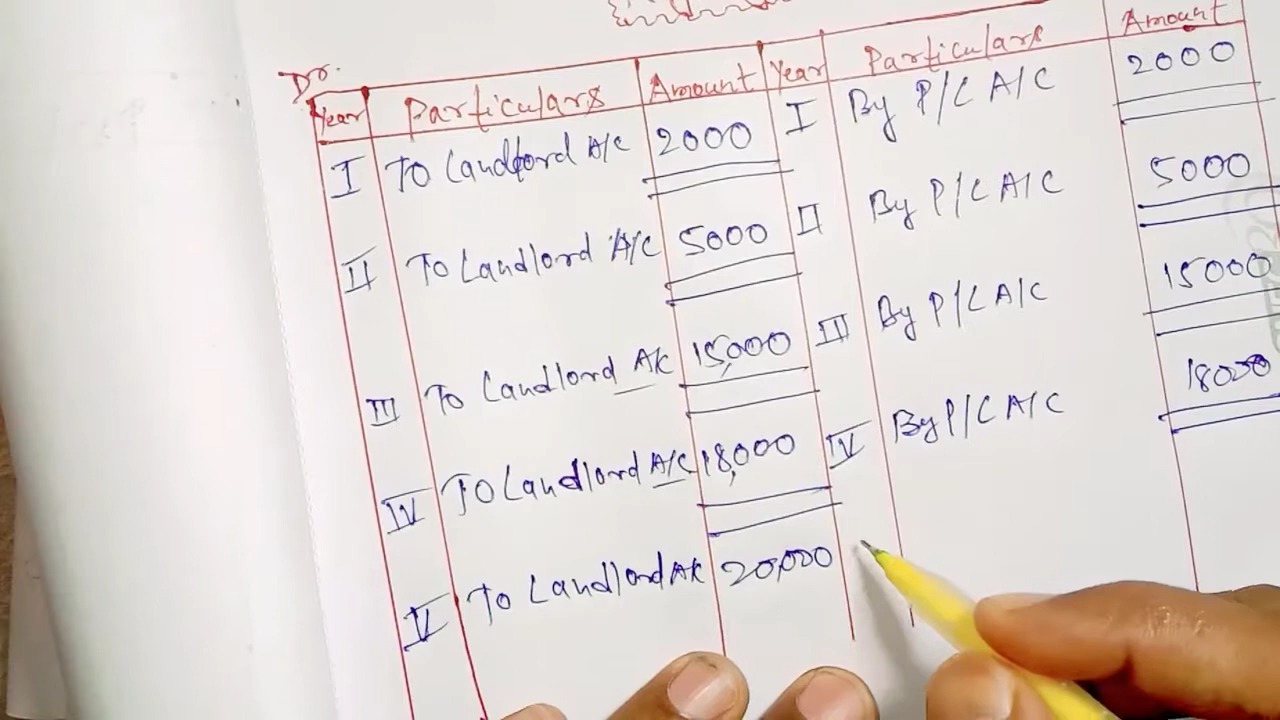 Dr.
Year Particulars Amount Year Particulars Amount
I To Landlord A/C 2000 I By P/L A/C 2000
II To Landlord A/C 5000 II By P/L A/C 5000
III To Landlord A/c 15,000 III By P/L A/C 15000
IV To Landlord A/C 18,000 IV By P/L A/C 18000
V To Landlord A/c 20,000